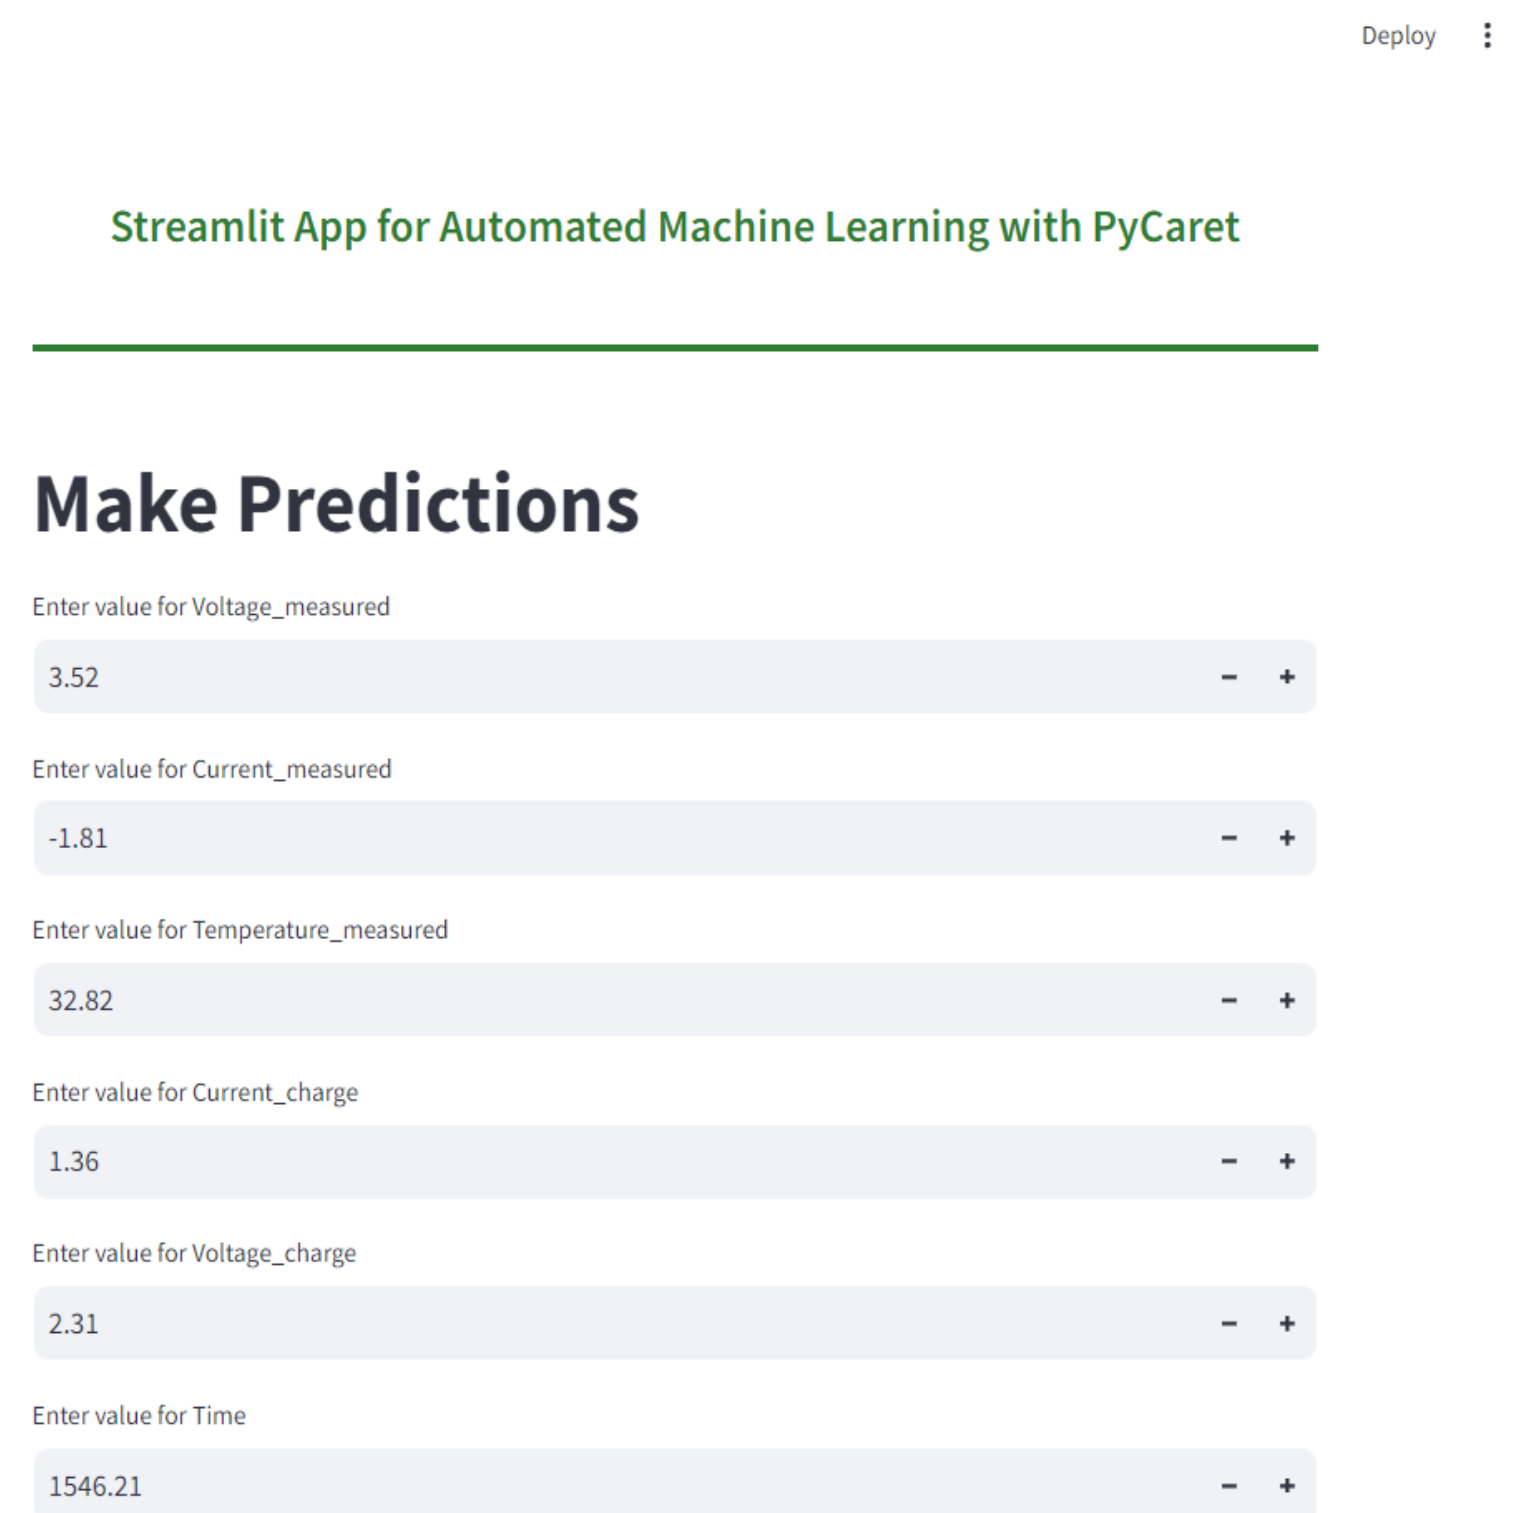 Deploy
Streamlit App for Automated Machine Learning with PyCaret
Make Predictions
Enter value for Voltage_measured
3.52
Enter value for Current_measured
-1.81
Enter value for Temperature_measured
32.82
Enter value for Current_charge
1.36
Enter value for Voltage_charge
2.31
Enter value for Time
1546.21